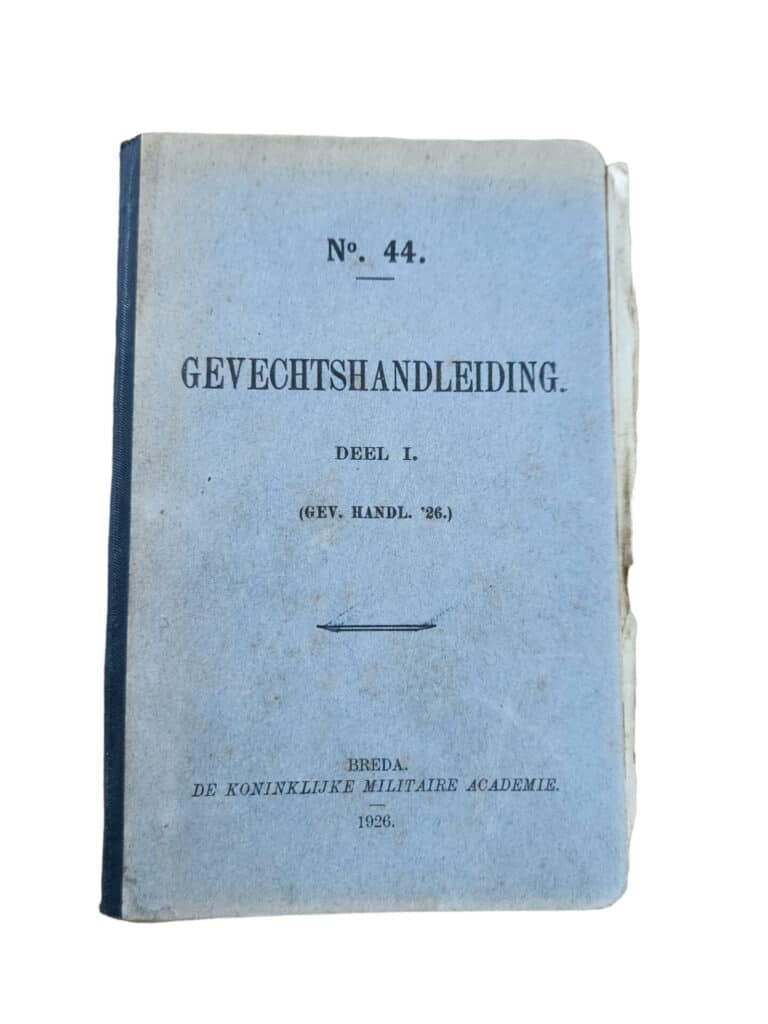 Nº. 44.
GEVECHTSHANDLEIDING.
DEEL I.
(GEV. HANDL. '26.)
BREDA.
DE KONINKLIJKE MILITAIRE ACADEMIE.
1926.